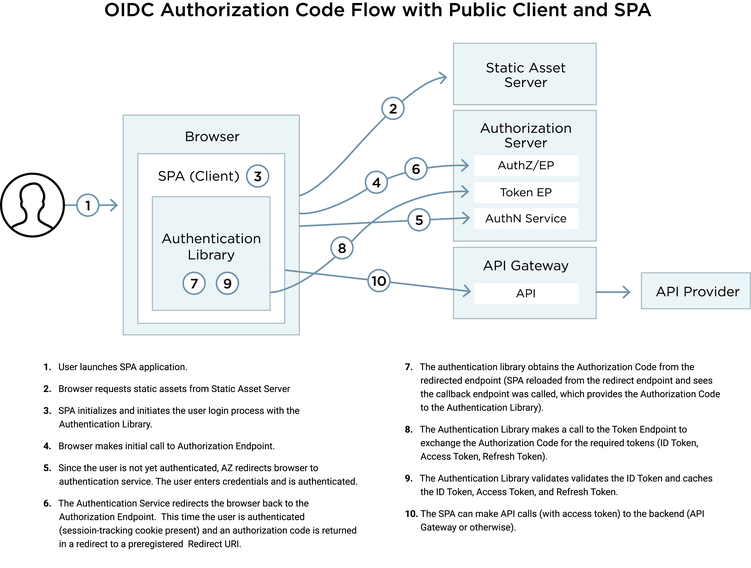 OIDC Authorization Code Flow with Public Client and SPA
Static Asset
Server
2
Authorization
Server
Browser
AuthZ/EP
6
SPA (Client) 3
4
Token EP
1
5
AuthN Service
Authentication
Library
8
API Gateway
7 9
10
API
API Provider
1. User launches SPA application.
2. Browser requests static assets from Static Asset Server
3. SPA initializes and initiates the user login process with the
Authentication Library.
4. Browser makes initial call to Authorization Endpoint.
5. Since the user is not yet authenticated, AZ redirects browser to
authentication service. The user enters credentials and is authenticated.
6. The Authentication Service redirects the browser back to the
Authorization Endpoint. This time the user is authenticated
(sessioin-tracking cookie present) and an authorization code is returned
in a redirect to a preregistered Redirect URI.
7. The authentication library obtains the Authorization Code from the
redirected endpoint (SPA reloaded from the redirect endpoint and sees
the callback endpoint was called, which provides the Authorization Code
to the Authentication Library).
8. The Authentication Library makes a call to the Token Endpoint to
exchange the Authorization Code for the required tokens (ID Token,
Access Token, Refresh Token).
9. The Authentication Library validates validates the ID Token and caches
the ID Token, Access Token, and Refresh Token.
10. The SPA can make API calls (with access token) to the backend (API
Gateway or otherwise).